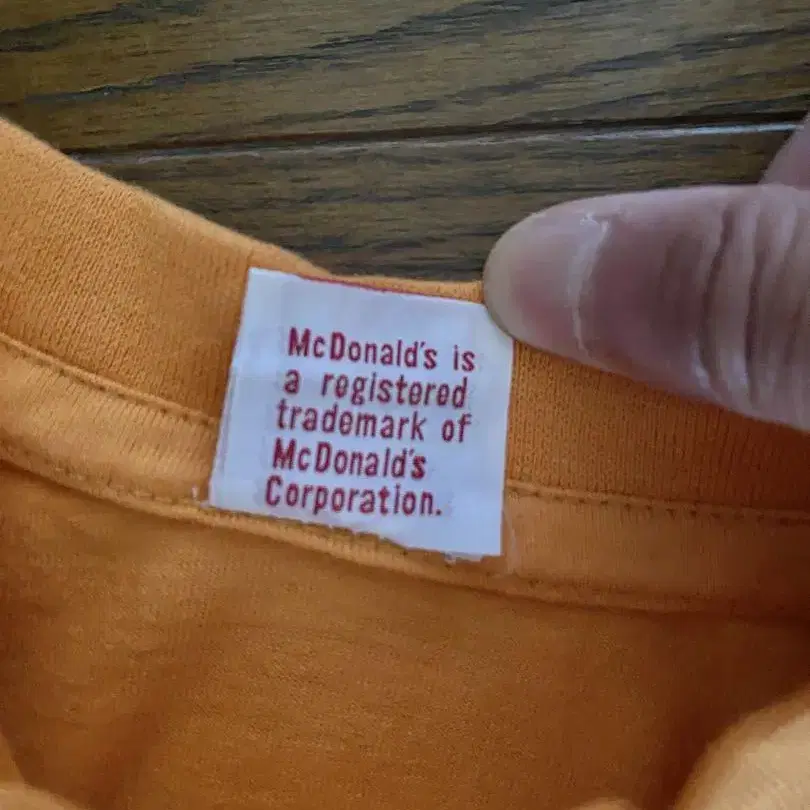 McDonald's is
a registered
trademark of
McDonald's
Corporation.